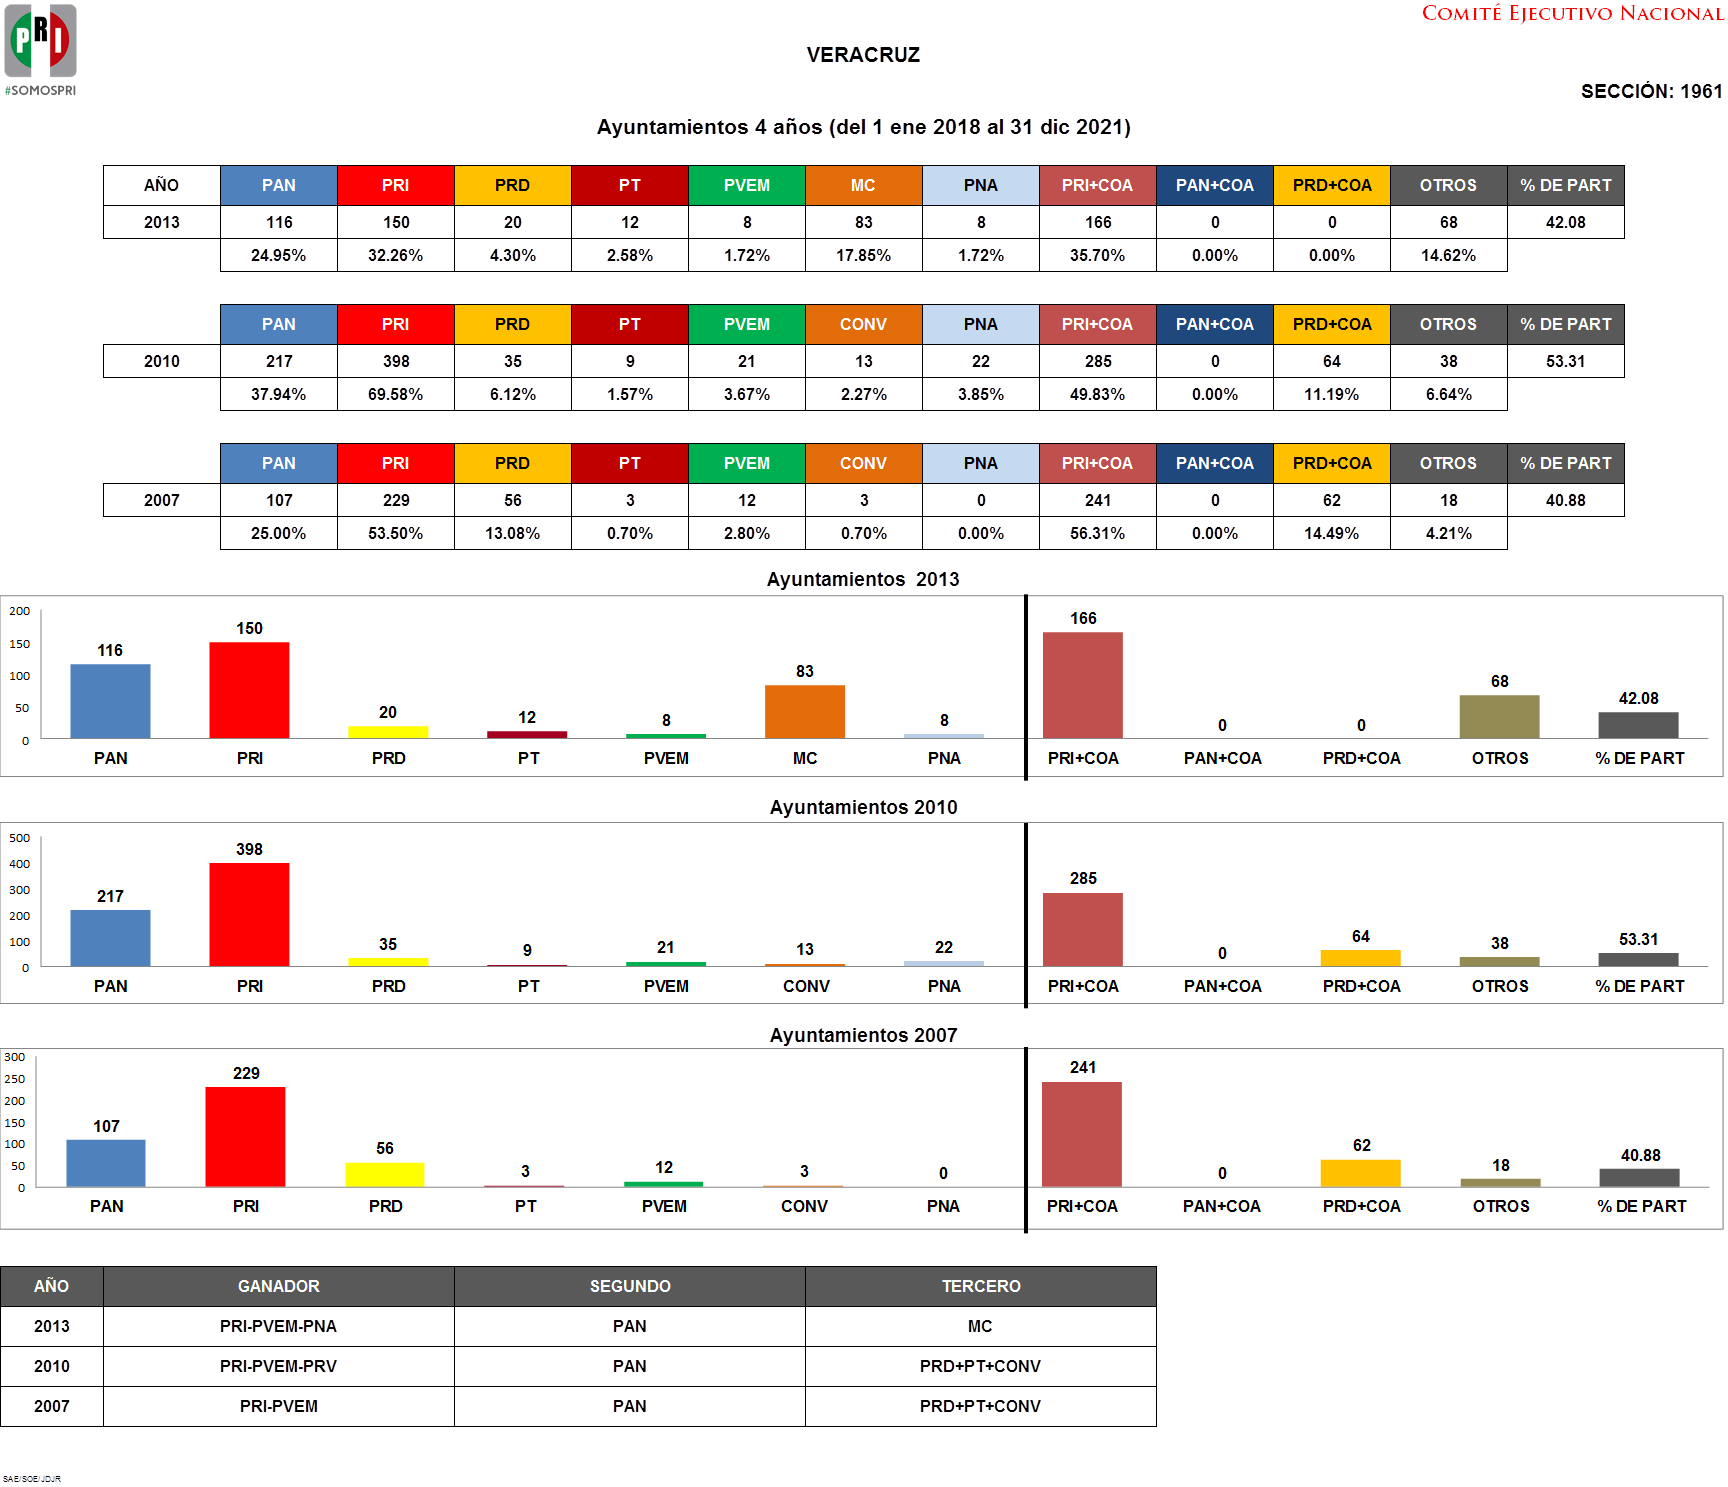 PRI
#SOMOSPRI
COMITÉ EJECUTIVO NACIONAL
VERACRUZ
SECCIÓN: 1961
Ayuntamientos 4 años (del 1 ene 2018 al 31 dic 2021)
AÑO PAN PRI PRD PT PVEM MC PNA PRI+COA PAN+COA PRD+COA OTROS % DE PART
2013 116 150 20 12 8 83 8 166 0 0 68 42.08
24.95% 32.26% 4.30% 2.58% 1.72% 17.85% 1.72% 35.70% 0.00% 0.00% 14.62%
PAN PRI PRD PT PVEM CONV PNA PRI+COA PAN+COA PRD+COA OTROS % DE PART
2010 217 398 35 9 21 13 22 285 0 64 38 53.31
37.94% 69.58% 6.12% 1.57% 3.67% 2.27% 3.85% 49.83% 0.00% 11.19% 6.64%
PAN PRI PRD PT PVEM CONV PNA PRI+COA PAN+COA PRD+COA OTROS % DE PART
2007 107 229 56 3 12 3 0 241 0 62 18 40.88
25.00% 53.50% 13.08% 0.70% 2.80% 0.70% 0.00% 56.31% 0.00% 14.49% 4.21%
Ayuntamientos 2013
200
150
100
50
0
116 150 20 12 8 83 8 166 0 0 68 42.08
PAN PRI PRD PT PVEM MC PNA PRI+COA PAN+COA PRD+COA OTROS % DE PART
Ayuntamientos 2010
500
400
300
200
100
0
217 398 35 9 21 13 22 285 0 64 38 53.31
PAN PRI PRD PT PVEM CONV PNA PRI+COA PAN+COA PRD+COA OTROS % DE PART
Ayuntamientos 2007
300
250
200
150
100
50
0
107 229 56 3 12 3 0 241 0 62 18 40.88
PAN PRI PRD PT PVEM CONV PNA PRI+COA PAN+COA PRD+COA OTROS % DE PART
AÑO GANADOR SEGUNDO TERCERO
2013 PRI-PVEM-PNA PAN MC
2010 PRI-PVEM-PRV PAN PRD+PT+CONV
2007 PRI-PVEM PAN PRD+PT+CONV
SAE/SOE/JDJR